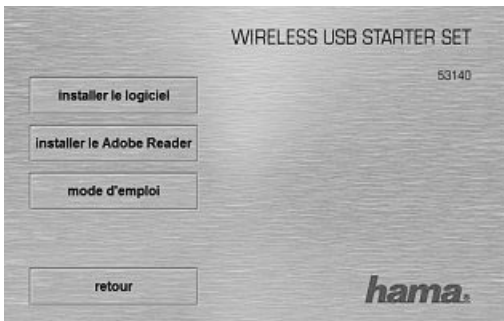 WIRELESS USB STARTER SET
53140
installer le logiciel
installer le Adobe Reader
mode d'emploi
retour
hama®